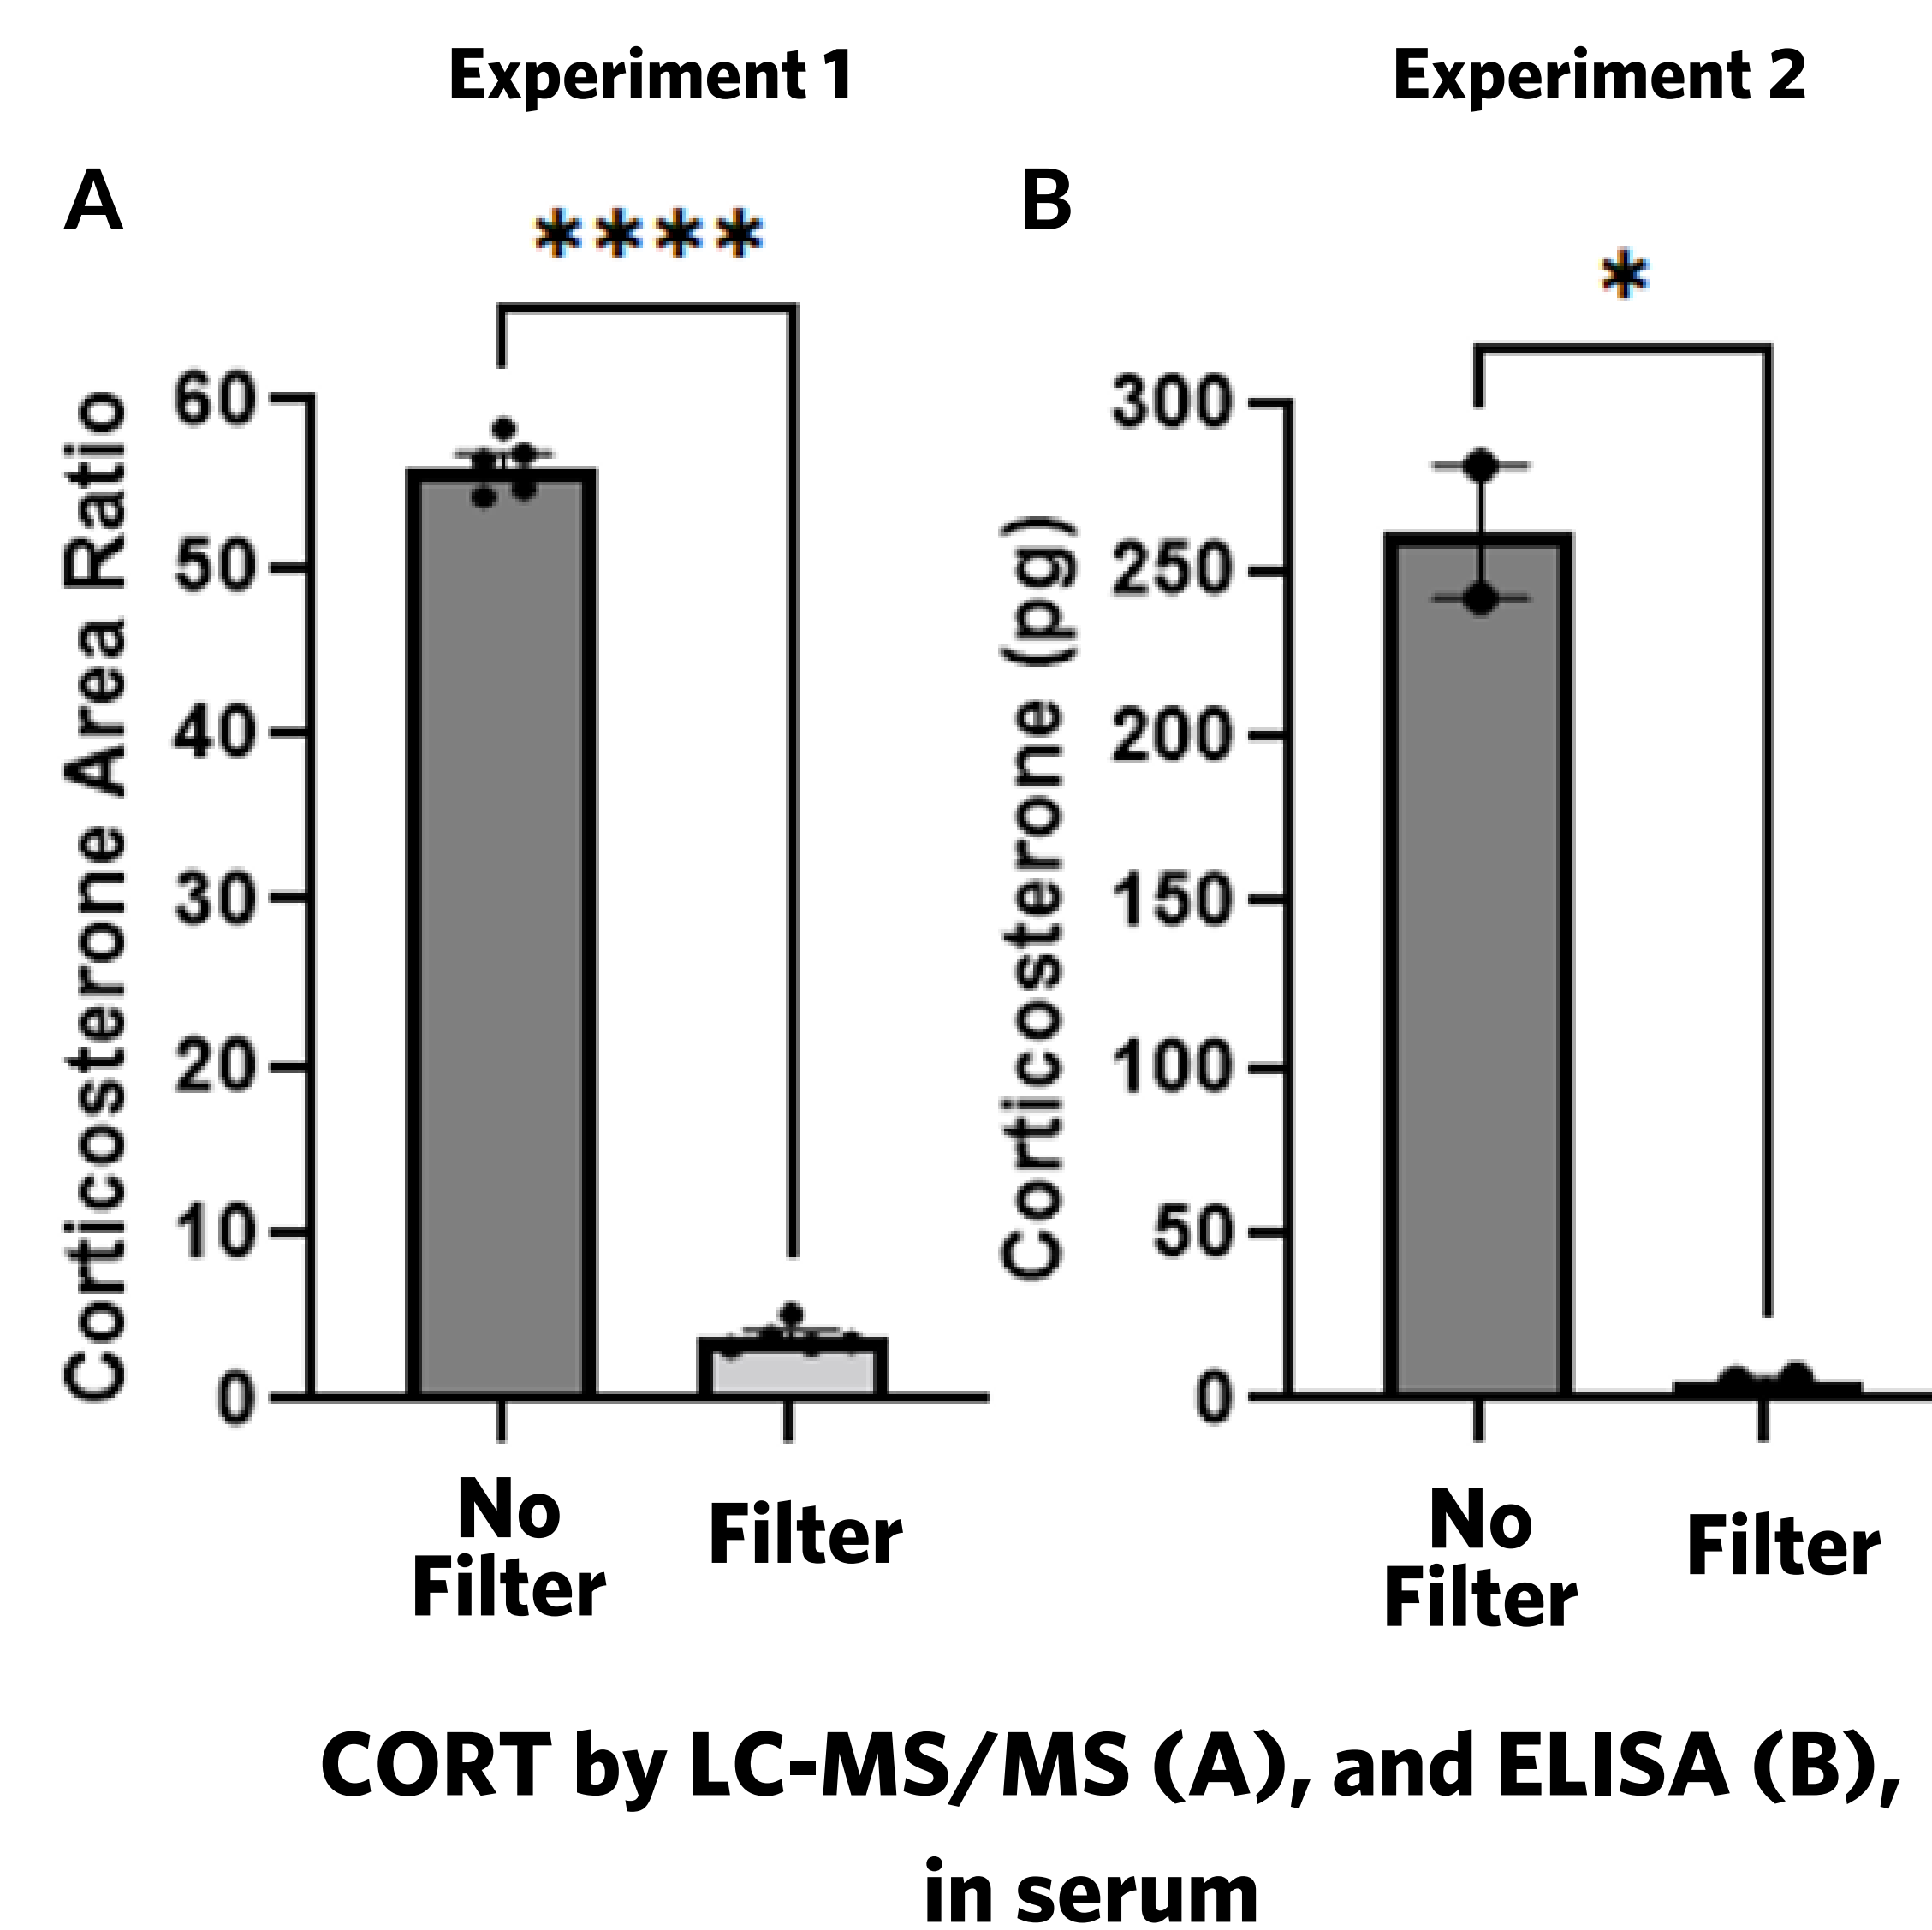 Experiment 1
Experiment 2
A
****
B
*
Corticosterone Area Ratio
60
50
40
30
20
10
0
Corticosterone (pg)
300
250
200
150
100
50
0
No
Filter
Filter
No
Filter
Filter
CORT by LC-MS/MS (A), and ELISA (B),
in serum